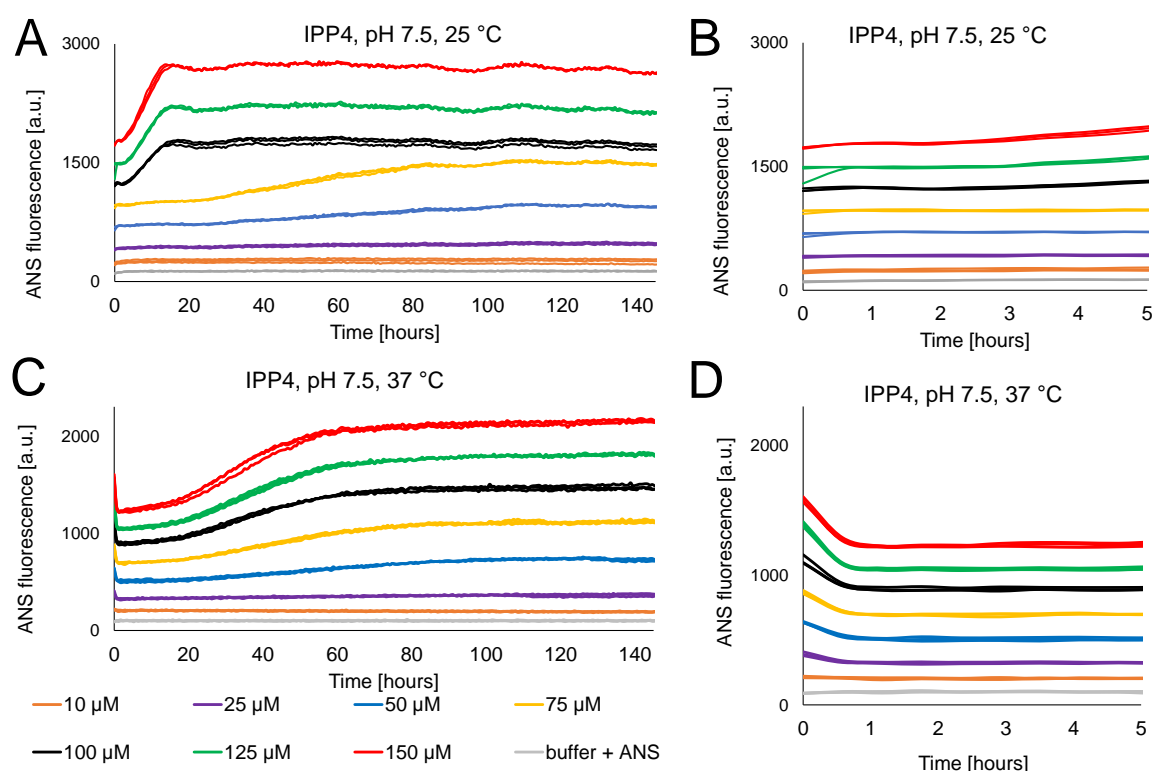 A
IPP4, pH 7.5, 25 °C
3000
1500
0
ANS fluorescence [a.u.]
0 20 40 60 80 100 120 140
Time [hours]
B
IPP4, pH 7.5, 25 °C
3000
1500
0
ANS fluorescence [a.u.]
0 1 2 3 4 5
Time [hours]
C
IPP4, pH 7.5, 37 °C
2000
1000
0
ANS fluorescence [a.u.]
0 20 40 60 80 100 120 140
Time [hours]
D
IPP4, pH 7.5, 37 °C
2000
1000
0
ANS fluorescence [a.u.]
0 1 2 3 4 5
Time [hours]
10 µM 25 µM 50 µM 75 µM
100 µM 125 µM 150 µM buffer + ANS